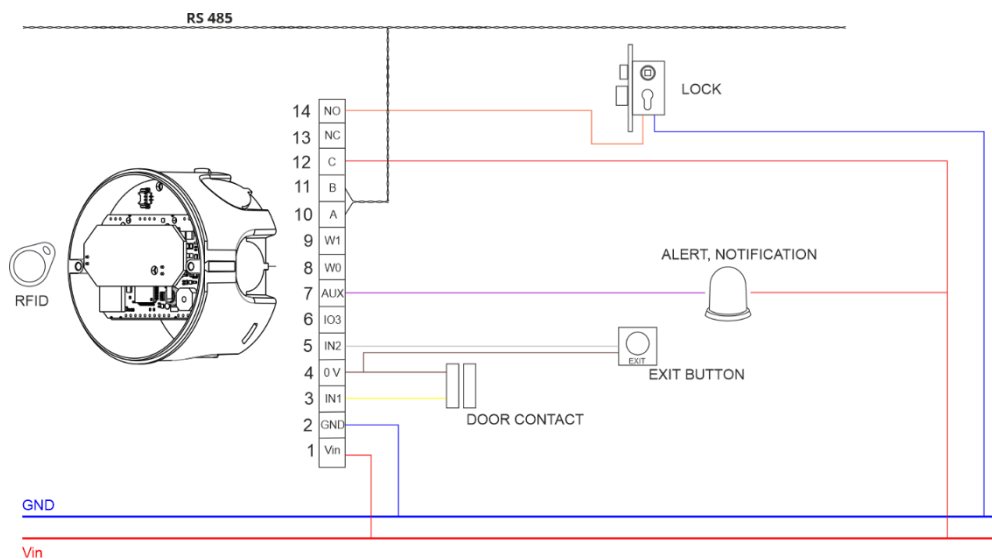 RS 485
LOCK
14 NO
13 NC
12 C
11 B
10 A
9 W1
8 W0
7 AUX
6 IO3
5 IN2
4 0 V
3 IN1
2 GND
1 Vin
RFID
ALERT, NOTIFICATION
EXIT
EXIT BUTTON
DOOR CONTACT
GND
Vin